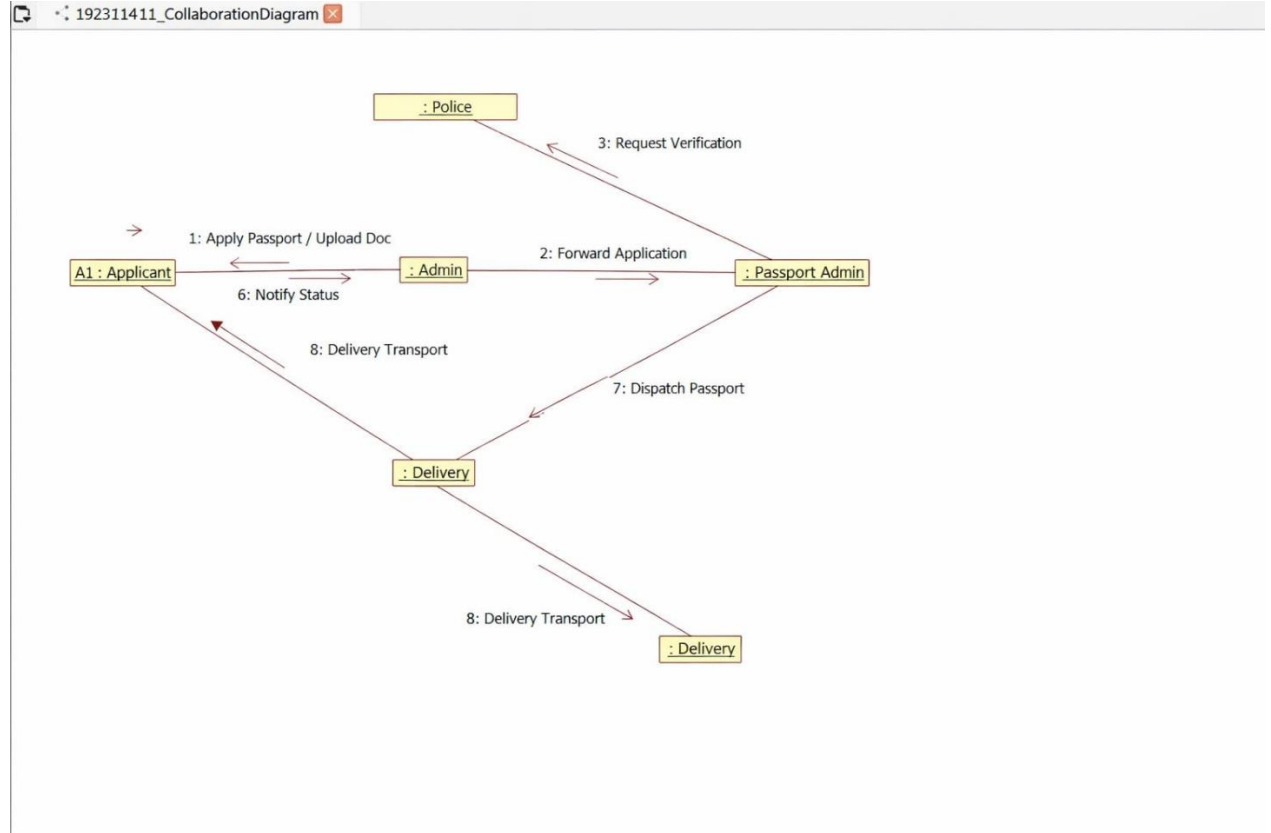 192311411_CollaborationDiagram
: Police
3: Request Verification
1: Apply Passport / Upload Doc
2: Forward Application
A1 : Applicant
: Admin
: Passport Admin
6: Notify Status
8: Delivery Transport
7: Dispatch Passport
: Delivery
8: Delivery Transport
: Delivery